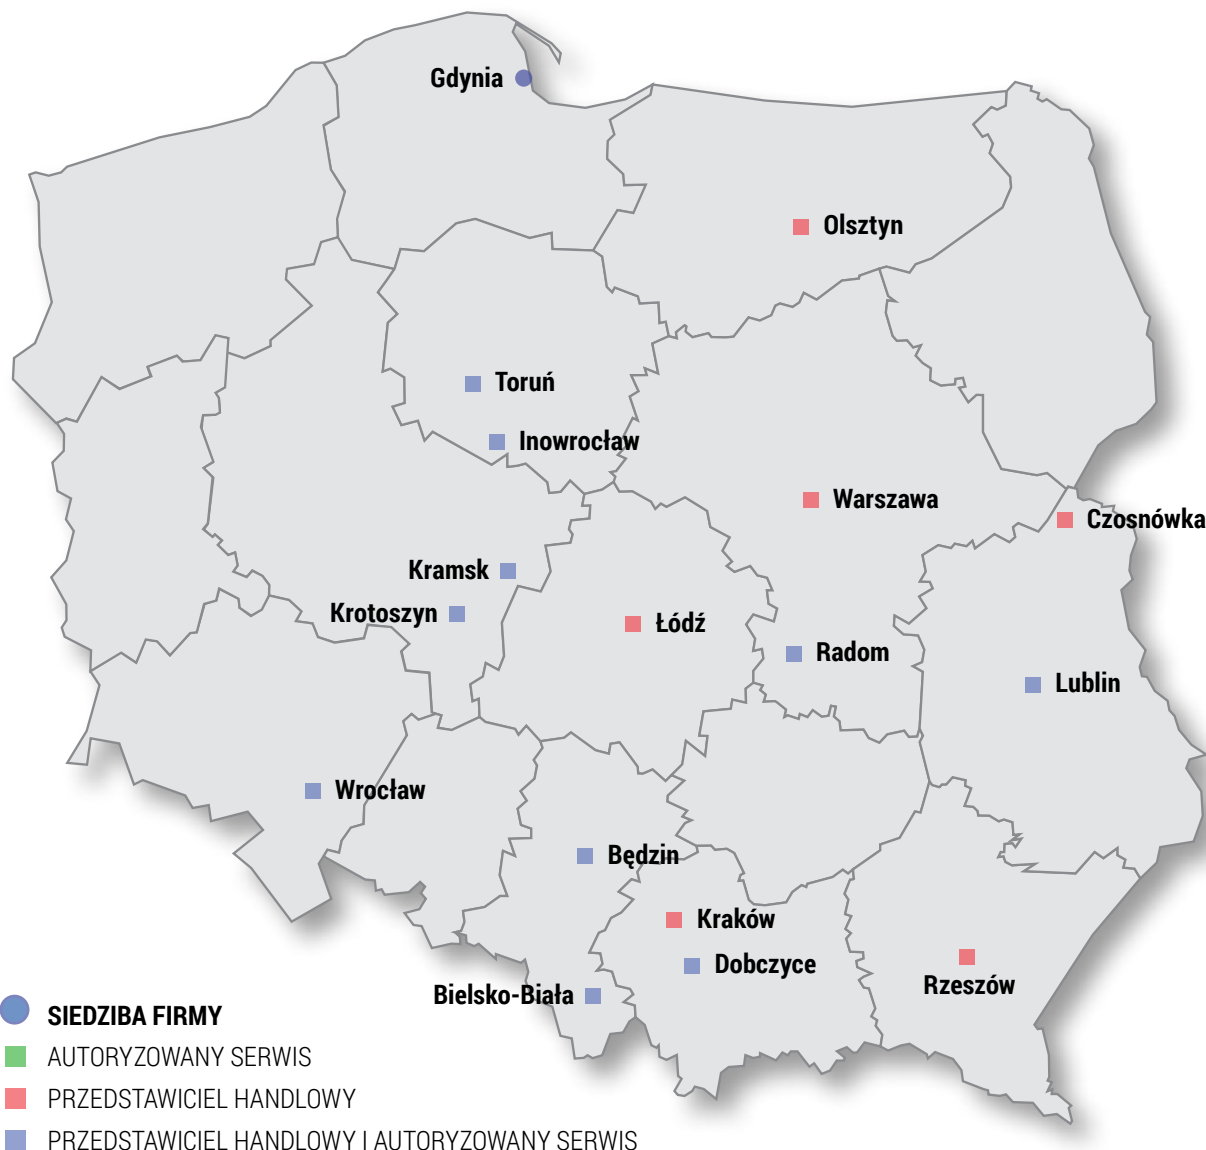 Gdynia
Olsztyn
Toruń
Inowrocław
Warszawa
Czosnówka
Kramsk
Krotoszyn
Łódź
Radom
Lublin
Wrocław
Będzin
Kraków
Dobczyce
Rzeszów
Bielsko-Biała
SIEDZIBA FIRMY
AUTORYZOWANY SERWIS
PRZEDSTAWICIEL HANDLOWY
PRZEDSTAWICIEL HANDLOWY I AUTORYZOWANY SERWIS